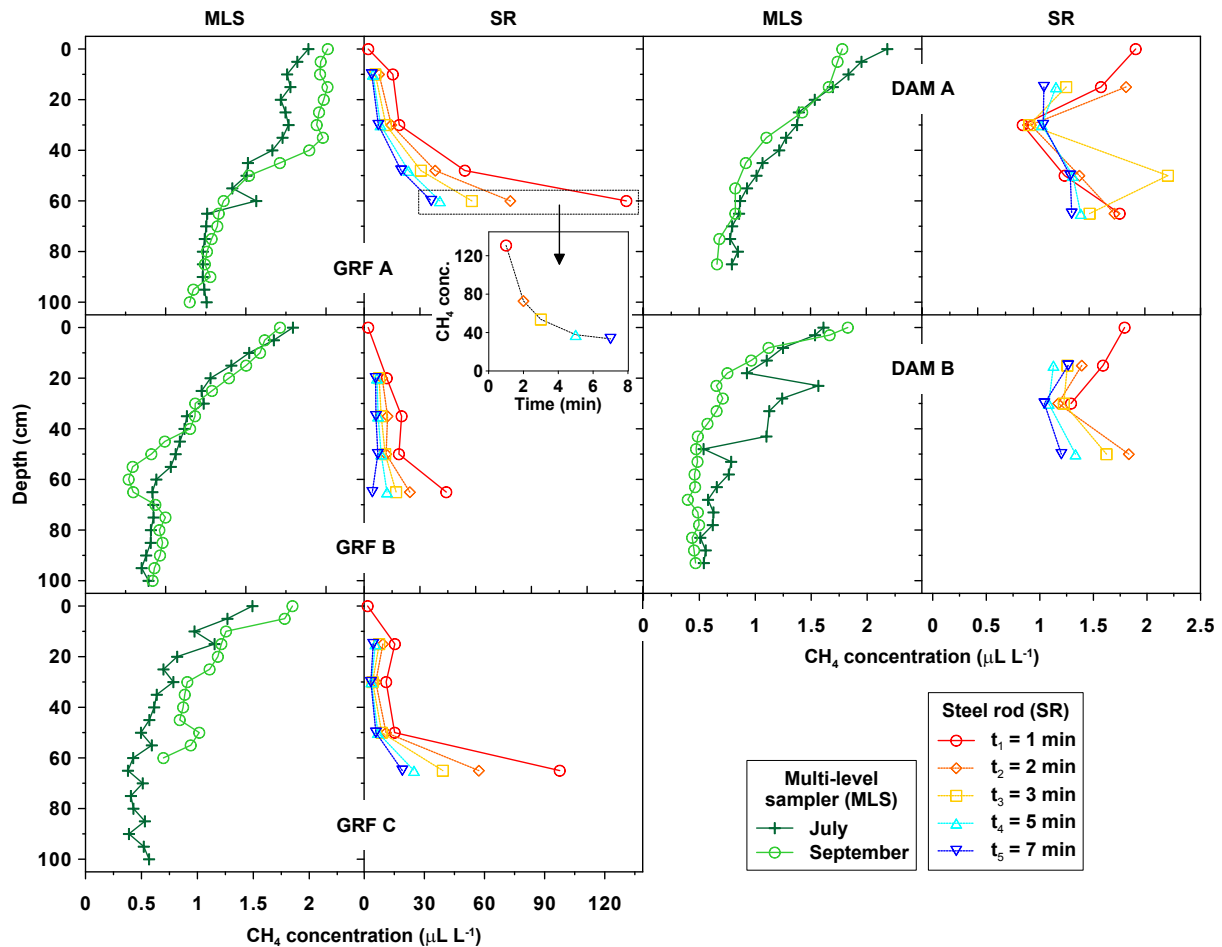 MLS SR MLS SR
0
20
40
60
80
100
GRF A
DAM A
CH₄ conc.
120
80
40
0
0 2 4 6 8
Time (min)
Depth (cm)
0
20
40
60
80
100
GRF B
DAM B
0.5 1 1.5 2 0 0.5 1 1.5 2 2.5
CH₄ concentration (µL L⁻¹)
0
20
40
60
80
100
GRF C
0 0.5 1 1.5 2 0 30 60 90 120
CH₄ concentration (µL L⁻¹)
Multi-level
sampler (MLS)
July
September
Steel rod (SR)
t₁ = 1 min
t₂ = 2 min
t₃ = 3 min
t₄ = 5 min
t₅ = 7 min